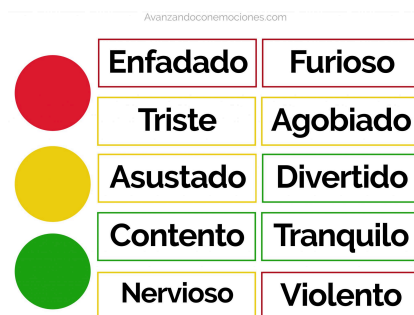 Avanzandoconemociones.com
Enfadado Furioso
Triste Agobiado
Asustado Divertido
Contento Tranquilo
Nervioso Violento